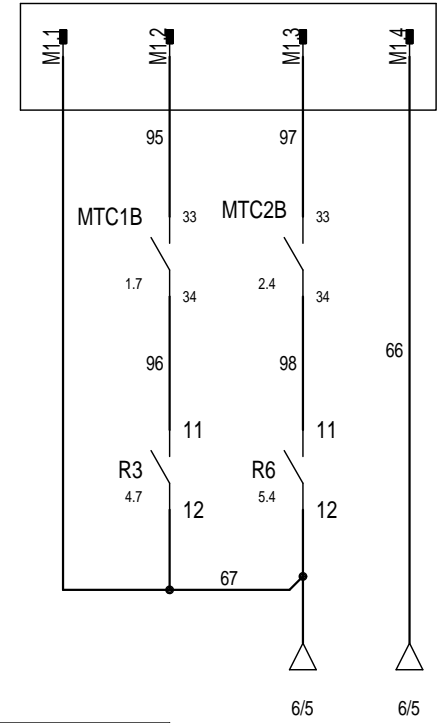 M1.1 M1.2 M1.3 M1.4
95 97
MTC1B 33 MTC2B 33
1.7 34 2.4 34
96 98 66
11 11
R3 R6
4.7 12 5.4 12
67
6/5 6/5